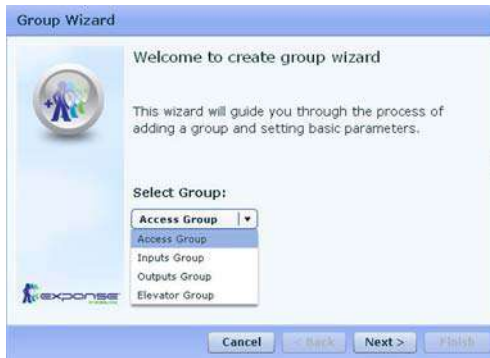 Group Wizard
Welcome to create group wizard
This wizard will guide you through the process of
adding a group and setting basic parameters.
Select Group:
Access Group
Access Group
Inputs Group
Outputs Group
Elevator Group
exponse
Cancel
< Back
Next >
Finish